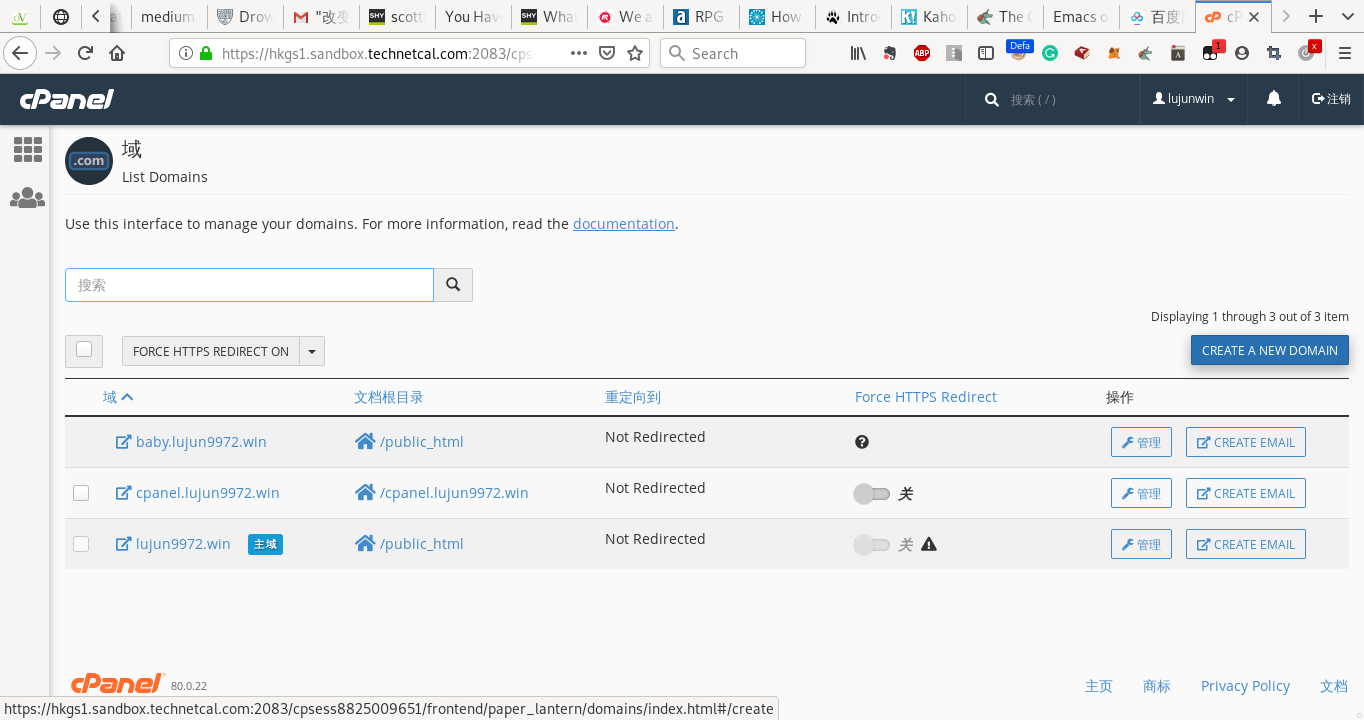 medium
Drow
"改变
SHY scott
You Hav
SHY What
We a
RPG
How
Intro
Kaho
The
Emacs o
百度
cP
https://hkgs1.sandbox.technetcal.com:2083/cps
Search
ABP
Defa
1
x
cPanel
搜索 ( / )
lujunwin
注销
.com
域
List Domains
Use this interface to manage your domains. For more information, read the documentation.
搜索
Displaying 1 through 3 out of 3 item
FORCE HTTPS REDIRECT ON
CREATE A NEW DOMAIN
域 文档根目录 重定向到 Force HTTPS Redirect 操作
baby.lujun9972.win /public_html Not Redirected 管理 CREATE EMAIL
cpanel.lujun9972.win /cpanel.lujun9972.win Not Redirected 关 管理 CREATE EMAIL
lujun9972.win 主域 /public_html Not Redirected 关 管理 CREATE EMAIL
cPanel 80.0.22
主页 商标 Privacy Policy 文档
https://hkgs1.sandbox.technetcal.com:2083/cpsess8825009651/frontend/paper_lantern/domains/index.html#/create